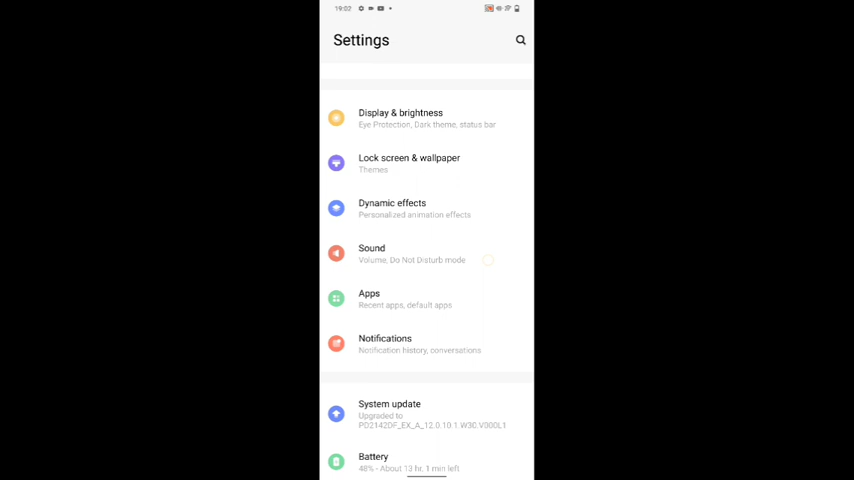 19:02
Settings
Display & brightness
Eye Protection, Dark theme, status bar
Lock screen & wallpaper
Themes
Dynamic effects
Personalized animation effects
Sound
Volume, Do Not Disturb mode
Apps
Recent apps, default apps
Notifications
Notification history, conversations
System update
Upgraded to
PD2142DF_EX_A_12.0.10.1.W30.V000L1
Battery
48% - About 13 hr. 1 min left